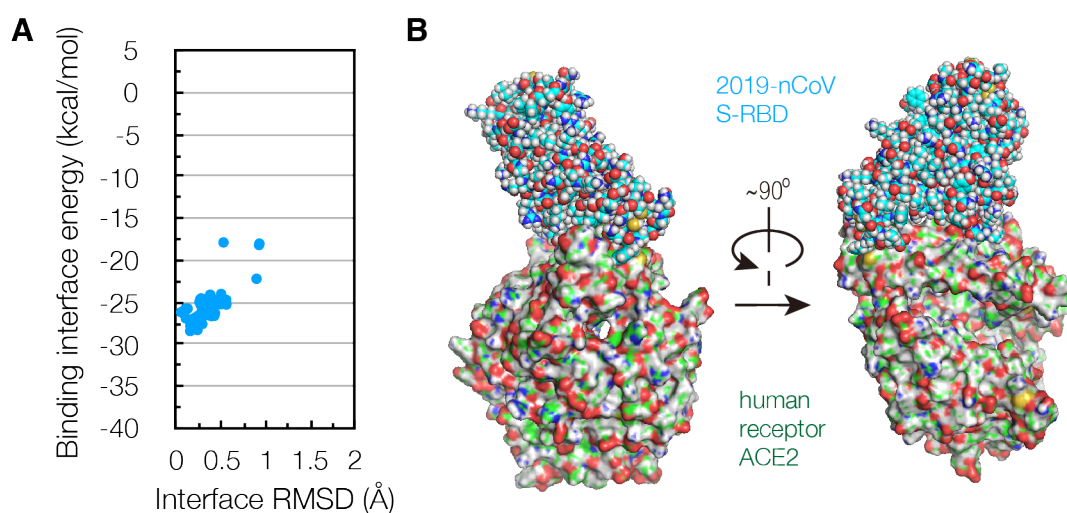 A
Binding interface energy (kcal/mol)
5
0
-5
-10
-15
-20
-25
-30
-35
-40
0 0.5 1 1.5 2
Interface RMSD (Å)
B
2019-nCoV
S-RBD
~90º
human
receptor
ACE2